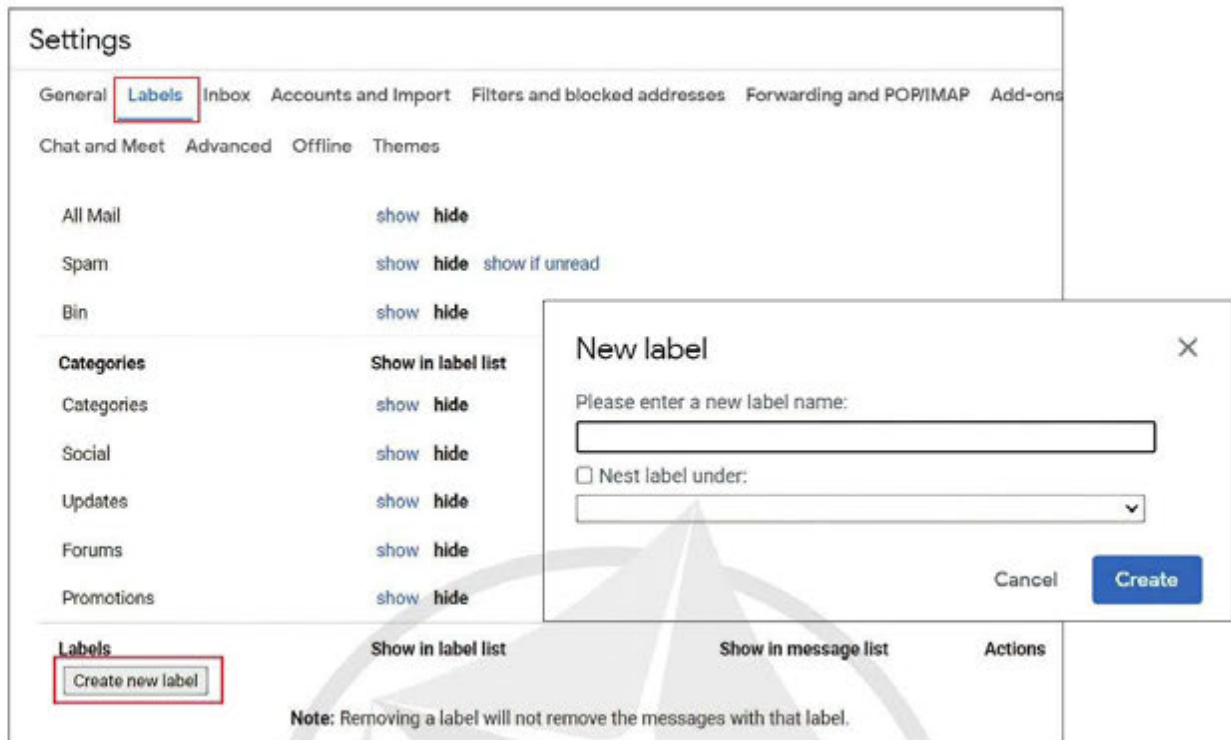 Settings
General Labels Inbox Accounts and Import Filters and blocked addresses Forwarding and POP/IMAP Add-ons
Chat and Meet Advanced Offline Themes
All Mail show hide
Spam show hide show if unread
Bin show hide
Categories Show in label list
Categories show hide
Social show hide
Updates show hide
Forums show hide
Promotions show hide
Labels Show in label list Show in message list Actions
Create new label
Note: Removing a label will not remove the messages with that label.
New label
Please enter a new label name:
Nest label under:
Cancel Create